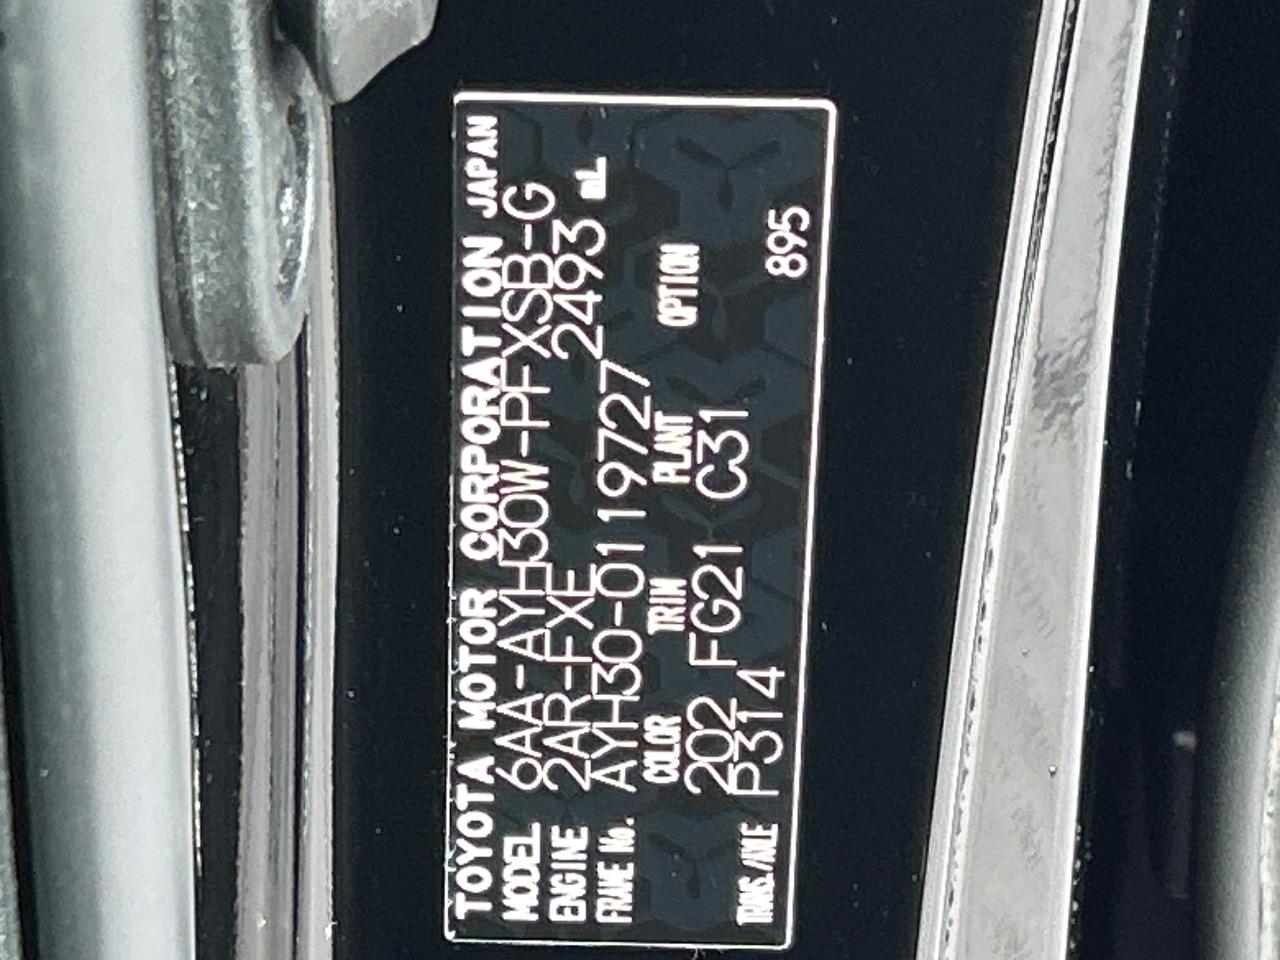 TOYOTA MOTOR CORPORATION JAPAN
MODEL 6AA-AYH30W-PFXSB-G
ENGINE 2AR-FXE 2493 mL
FRAME No. AYH30-0119727
COLOR TRIM PLANT OPTION
202 FG21 C31
TRANS./AXLE P314 895